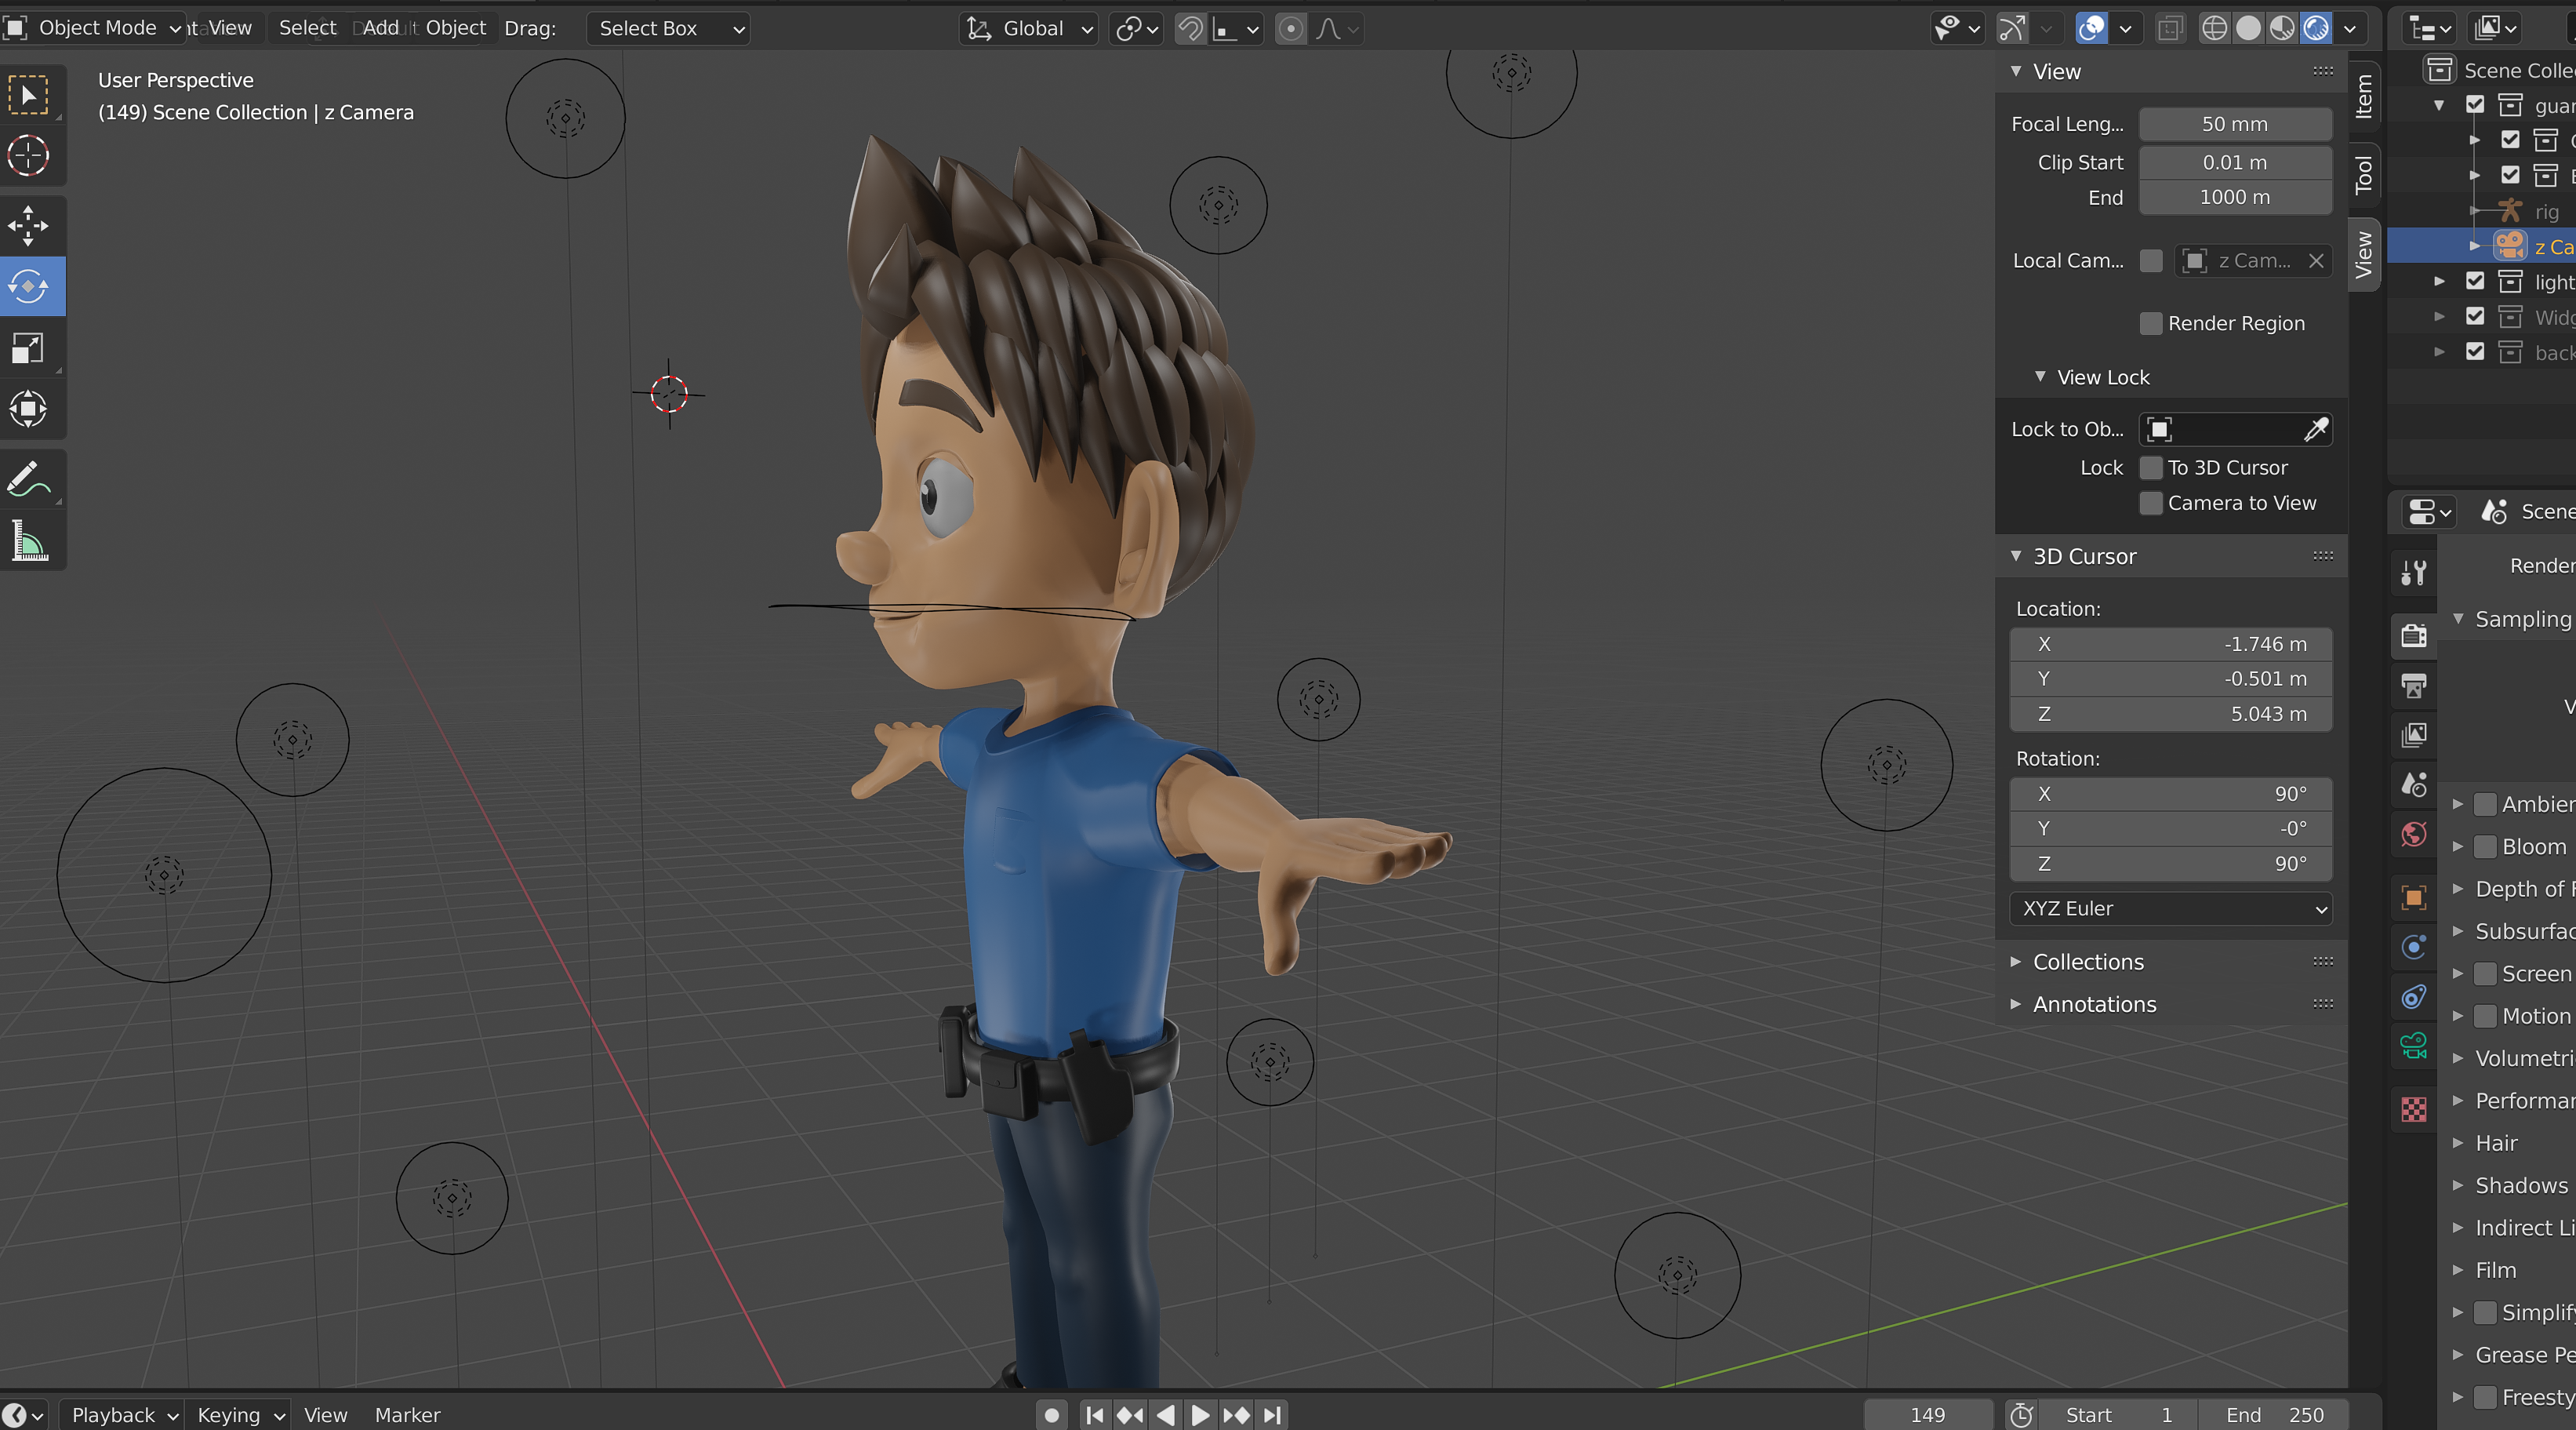 Object Mode View Select Add Object Drag: Select Box Global
User Perspective
(149) Scene Collection | z Camera
View
Focal Leng... 50 mm
Clip Start 0.01 m
End 1000 m
Local Cam... z Cam...
Render Region
View Lock
Lock to Ob...
Lock To 3D Cursor
Camera to View
3D Cursor
Location:
X -1.746 m
Y -0.501 m
Z 5.043 m
Rotation:
X 90°
Y -0°
Z 90°
XYZ Euler
Collections
Annotations
Item
Tool
View
Scene Colle
guar
rig
z Ca
light
Widg
back
Scene
Render
Sampling
V
Ambien
Bloom
Depth of F
Subsurfac
Screen
Motion
Volumetri
Performan
Hair
Shadows
Indirect Li
Film
Simplify
Grease Pe
Freesty
Playback Keying View Marker 149 Start 1 End 250